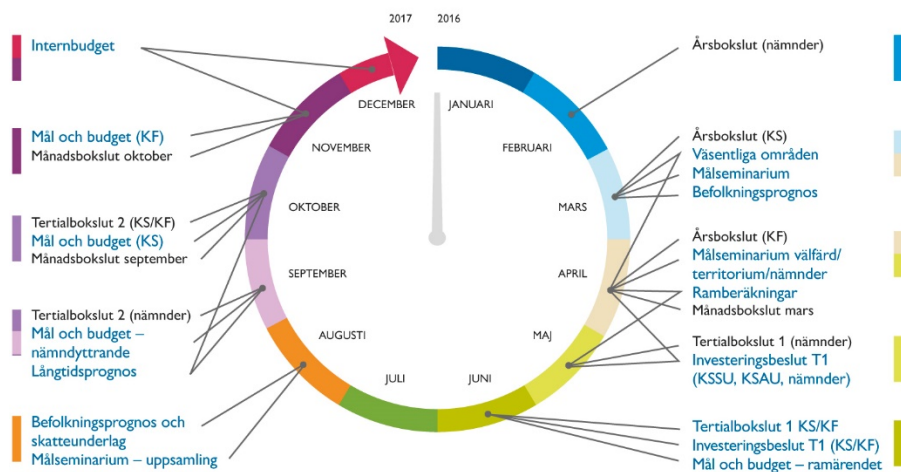 2017
2016
Internbudget
Mål och budget (KF)
Månadsbokslut oktober
Tertialbokslut 2 (KS/KF)
Mål och budget (KS)
Månadsbokslut september
Tertialbokslut 2 (nämnder)
Mål och budget –
nämndyttrande
Långtidsprognos
Befolkningsprognos och
skatteunderlag
Målseminarium – uppsamling
DECEMBER
JANUARI
NOVEMBER
FEBRUARI
OKTOBER
MARS
SEPTEMBER
APRIL
AUGUSTI
MAJ
JULI
JUNI
Årsbokslut (nämnder)
Årsbokslut (KS)
Väsentliga områden
Målseminarium
Befolkningsprognos
Årsbokslut (KF)
Målseminarium välfärd/
territorium/nämnder
Ramberäkningar
Månadsbokslut mars
Tertialbokslut 1 (nämnder)
Investeringsbeslut T1
(KSSU, KSAU, nämnder)
Tertialbokslut 1 KS/KF
Investeringsbeslut T1 (KS/KF)
Mål och budget – ramärendet